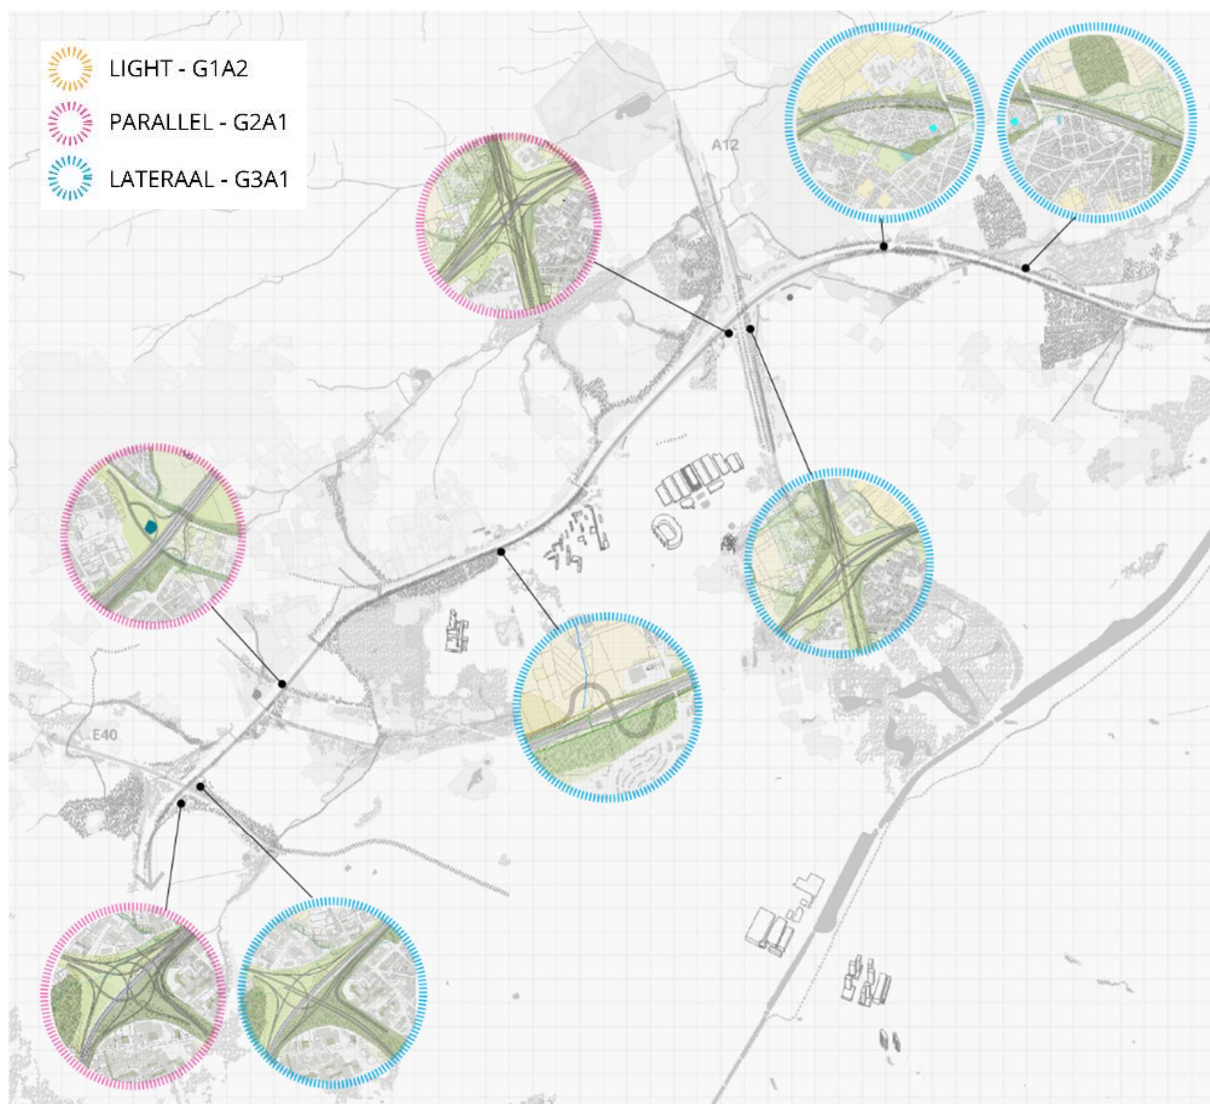 LIGHT - G1A2
PARALLEL - G2A1
LATERAAL - G3A1
A12
E40